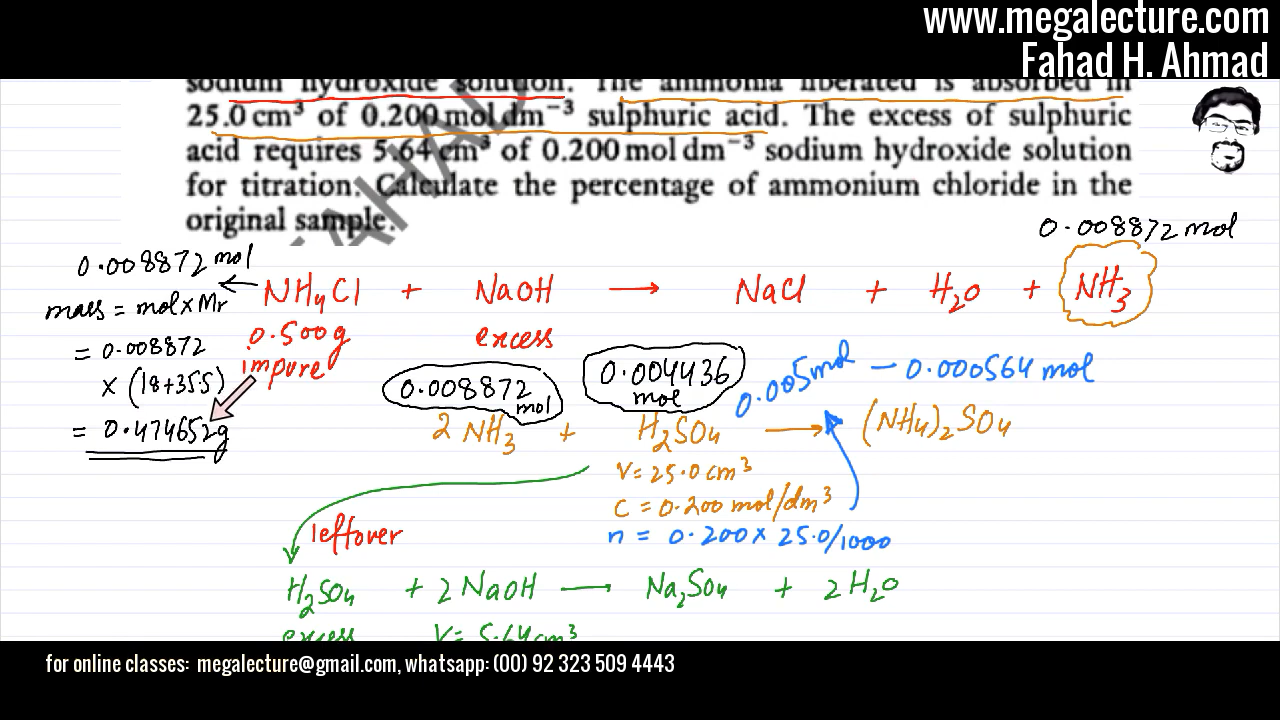 www.megalecture.com
Fahad H. Ahmad
sodium hydroxide solution. The ammonia liberated is absorbed in
25.0 cm³ of 0.200 mol dm⁻³ sulphuric acid. The excess of sulphuric
acid requires 5.64 cm³ of 0.200 mol dm⁻³ sodium hydroxide solution
for titration. Calculate the percentage of ammonium chloride in the
original sample.
0.008872 mol
0.008872 mol
NH₄Cl + NaOH → NaCl + H₂O + NH₃
mass = mol × Mr
0.500g
impure
excess
= 0.008872
× (18+35.5)
= 0.474652g
0.008872 mol
0.004436 mol
0.005 mol – 0.000564 mol
2 NH₃ + H₂SO₄ → (NH₄)₂SO₄
V = 25.0 cm³
C = 0.200 mol/dm³
n = 0.200 × 25.0/1000
leftover
H₂SO₄ + 2 NaOH → Na₂SO₄ + 2 H₂O
excess V = 5.64 cm³
for online classes: megalecture@gmail.com, whatsapp: (00) 92 323 509 4443